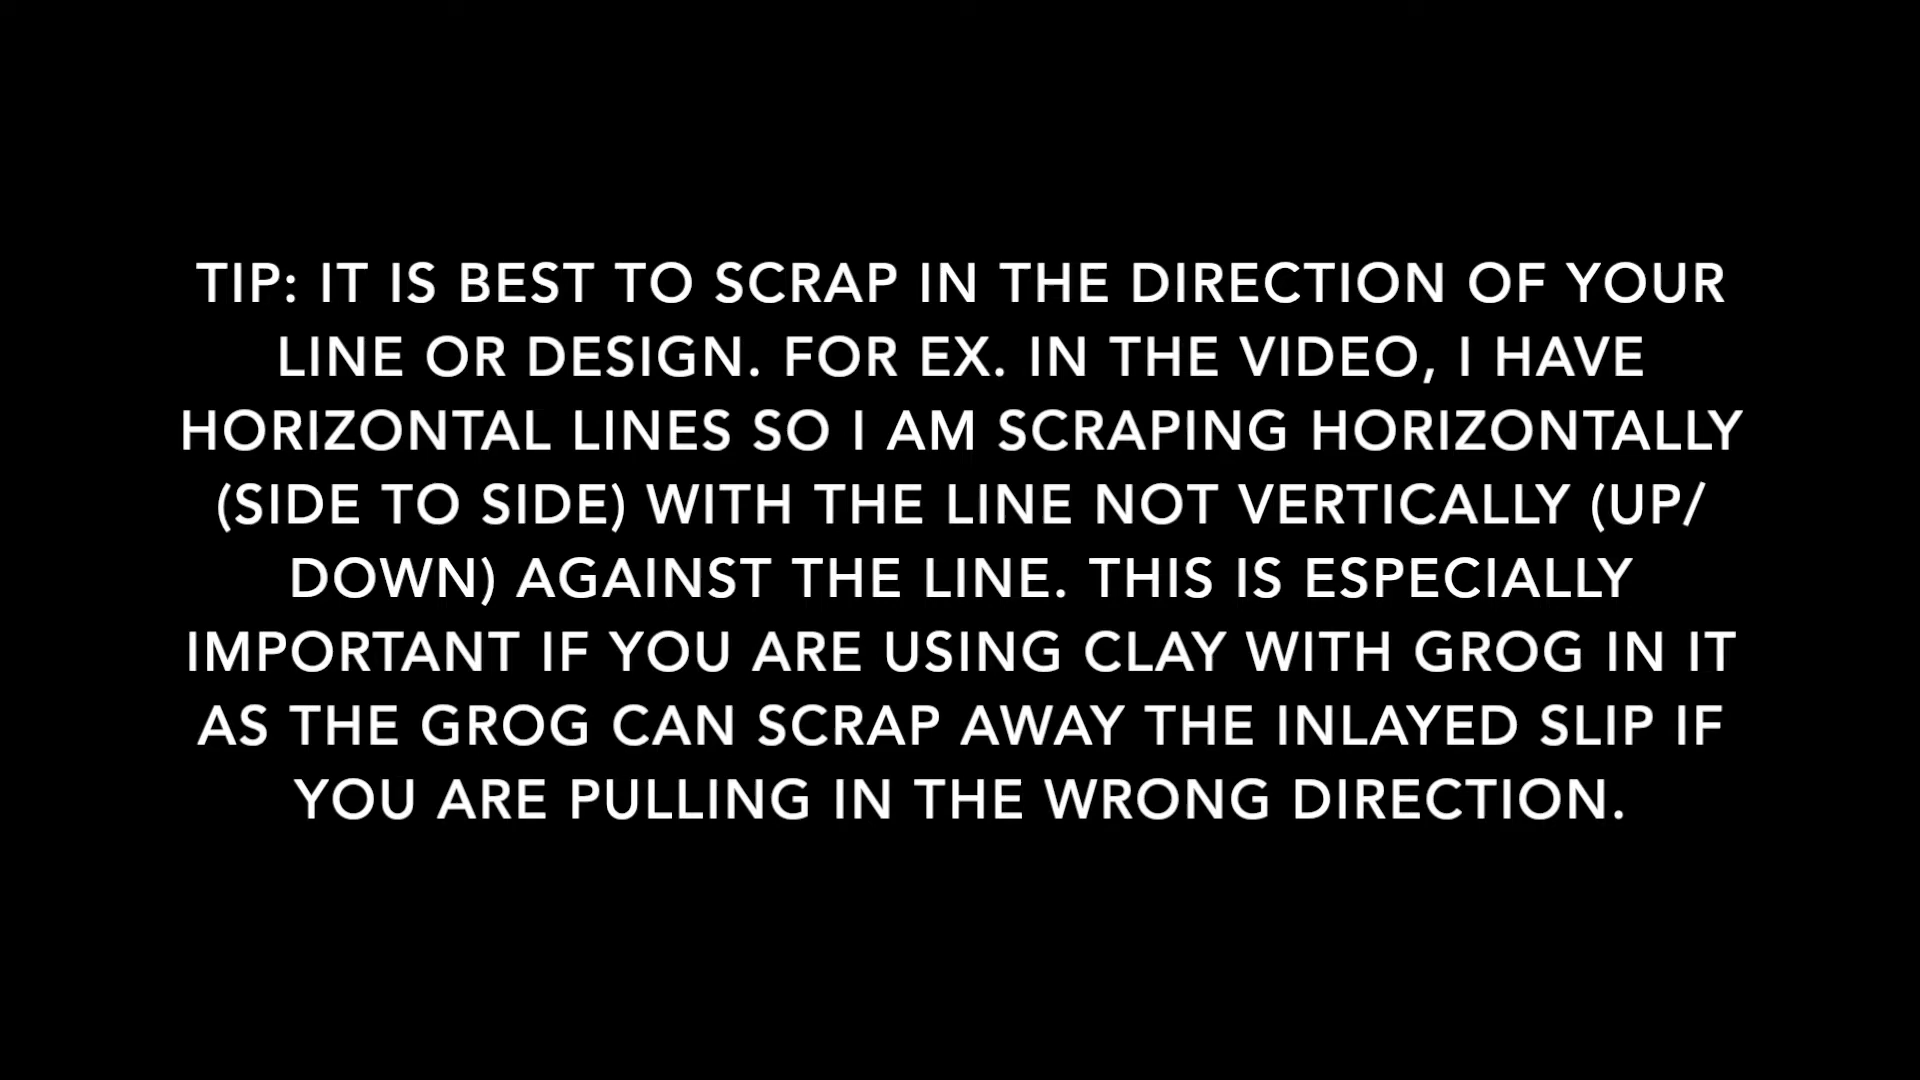 TIP: IT IS BEST TO SCRAP IN THE DIRECTION OF YOUR
LINE OR DESIGN. FOR EX. IN THE VIDEO, I HAVE
HORIZONTAL LINES SO I AM SCRAPING HORIZONTALLY
(SIDE TO SIDE) WITH THE LINE NOT VERTICALLY (UP/
DOWN) AGAINST THE LINE. THIS IS ESPECIALLY
IMPORTANT IF YOU ARE USING CLAY WITH GROG IN IT
AS THE GROG CAN SCRAP AWAY THE INLAYED SLIP IF
YOU ARE PULLING IN THE WRONG DIRECTION.